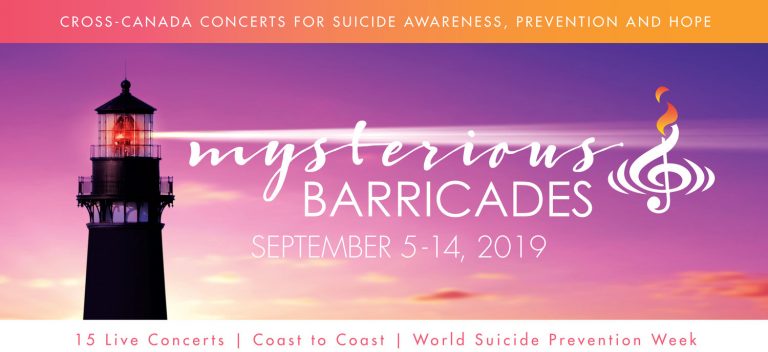 CROSS-CANADA CONCERTS FOR SUICIDE AWARENESS, PREVENTION AND HOPE
mysterious
BARRICADES
SEPTEMBER 5-14, 2019
15 Live Concerts | Coast to Coast | World Suicide Prevention Week